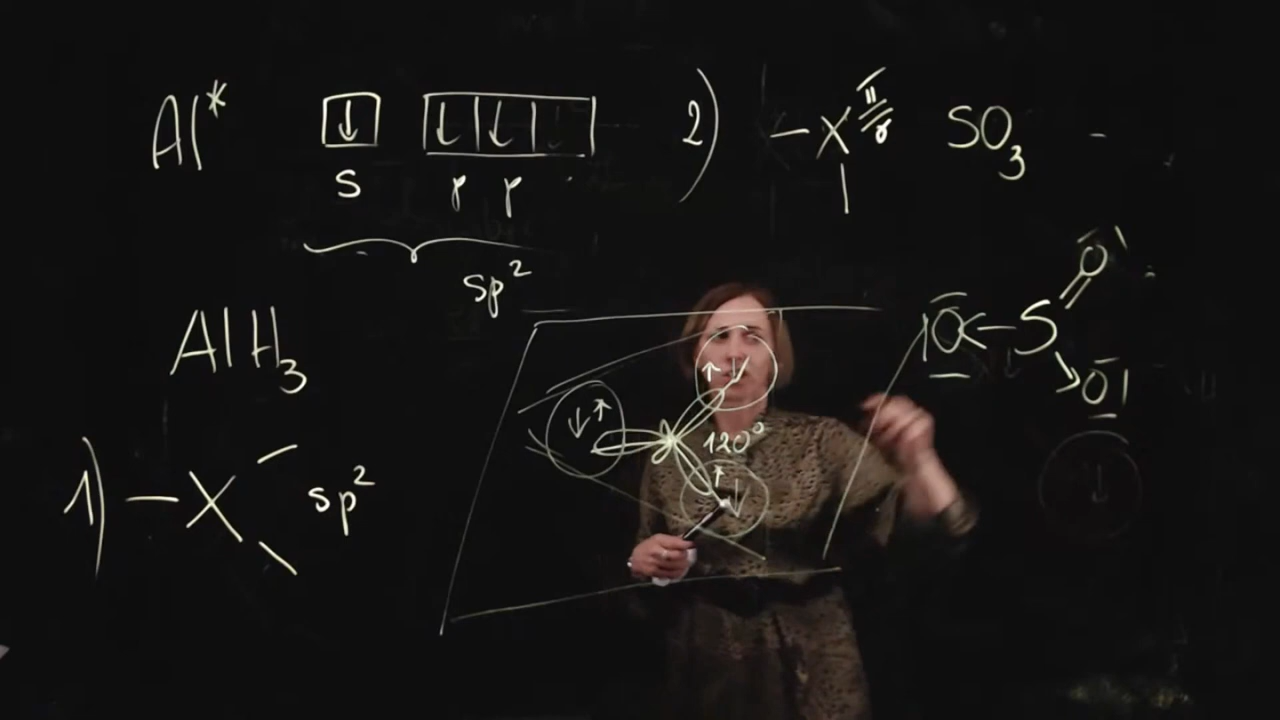 Al* ↓ ↓ ↓
s p p
sp²
AlH₃
1) — X sp²
↓↑ ↑↓ ↑↓
120°
2) — X π σ SO₃ -
|O ← S = O
→ O|
↓